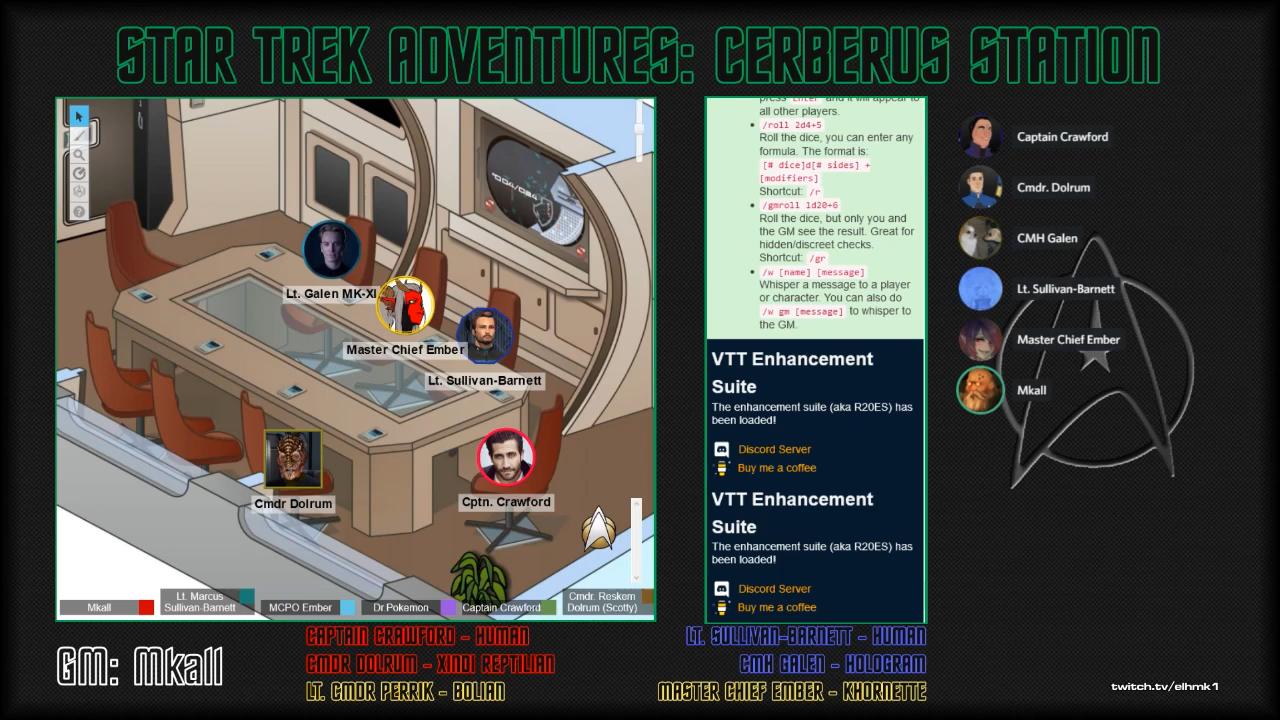 STAR TREK ADVENTURES: CERBERUS STATION
Lt. Galen MK-XI
Master Chief Ember
Lt. Sullivan-Barnett
Cmdr Dolrum
Cptn. Crawford
Mkall
Lt. Marcus
Sullivan-Barnett
MCPO Ember
Dr Pokemon
Captain Crawford
Cmdr. Reskem
Dolrum (Scotty)
press Enter and it will appear to
all other players.
• /roll 2d4+5
Roll the dice, you can enter any
formula. The format is:
[# dice]d[# sides] +
[modifiers]
Shortcut: /r
• /gmroll 1d20+6
Roll the dice, but only you and
the GM see the result. Great for
hidden/discreet checks.
Shortcut: /gr
• /w [name] [message]
Whisper a message to a player
or character. You can also do
/w gm [message] to whisper to
the GM.
VTT Enhancement
Suite
The enhancement suite (aka R20ES) has
been loaded!
Discord Server
Buy me a coffee
VTT Enhancement
Suite
The enhancement suite (aka R20ES) has
been loaded!
Discord Server
Buy me a coffee
Captain Crawford
Cmdr. Dolrum
CMH Galen
Lt. Sullivan-Barnett
Master Chief Ember
Mkall
GM: Mkall
CAPTAIN CRAWFORD - HUMAN
CMDR DOLRUM - XINDI REPTILIAN
LT. CMDR PERRIK - BOLIAN
LT. SULLIVAN-BARNETT - HUMAN
CMH GALEN - HOLOGRAM
MASTER CHIEF EMBER - KHORNETTE
twitch.tv/elhmk1